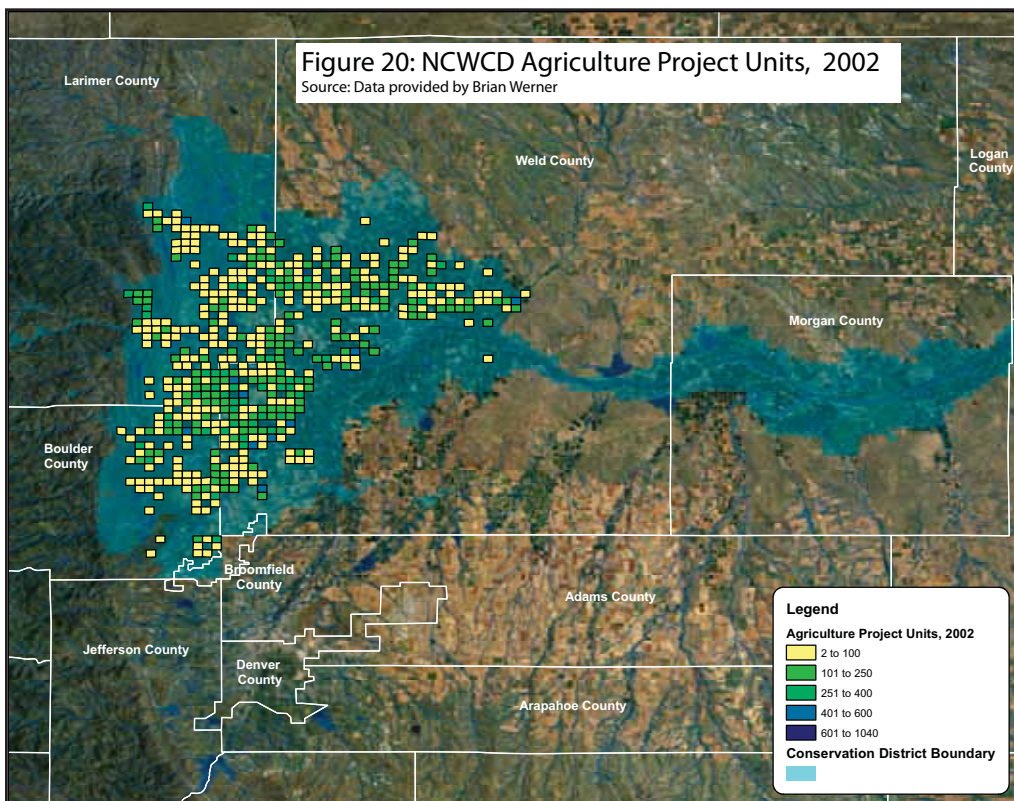 Figure 20: NCWCD Agriculture Project Units, 2002
Source: Data provided by Brian Werner
Larimer County
Weld County
Logan
County
Morgan County
Boulder
County
Broomfield
County
Adams County
Jefferson County
Denver
County
Arapahoe County
Legend
Agriculture Project Units, 2002
2 to 100
101 to 250
251 to 400
401 to 600
601 to 1040
Conservation District Boundary